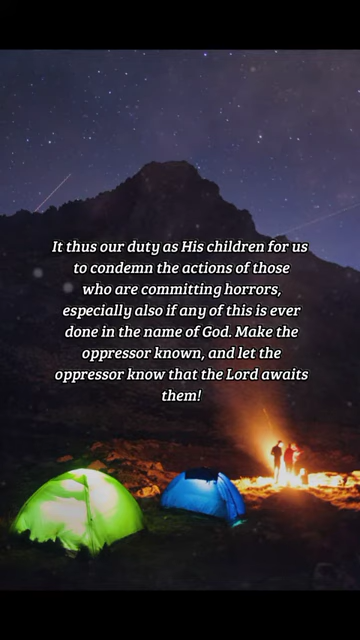 It thus our duty as His children for us
to condemn the actions of those
who are committing horrors,
especially also if any of this is ever
done in the name of God. Make the
oppressor known, and let the
oppressor know that the Lord awaits
them!